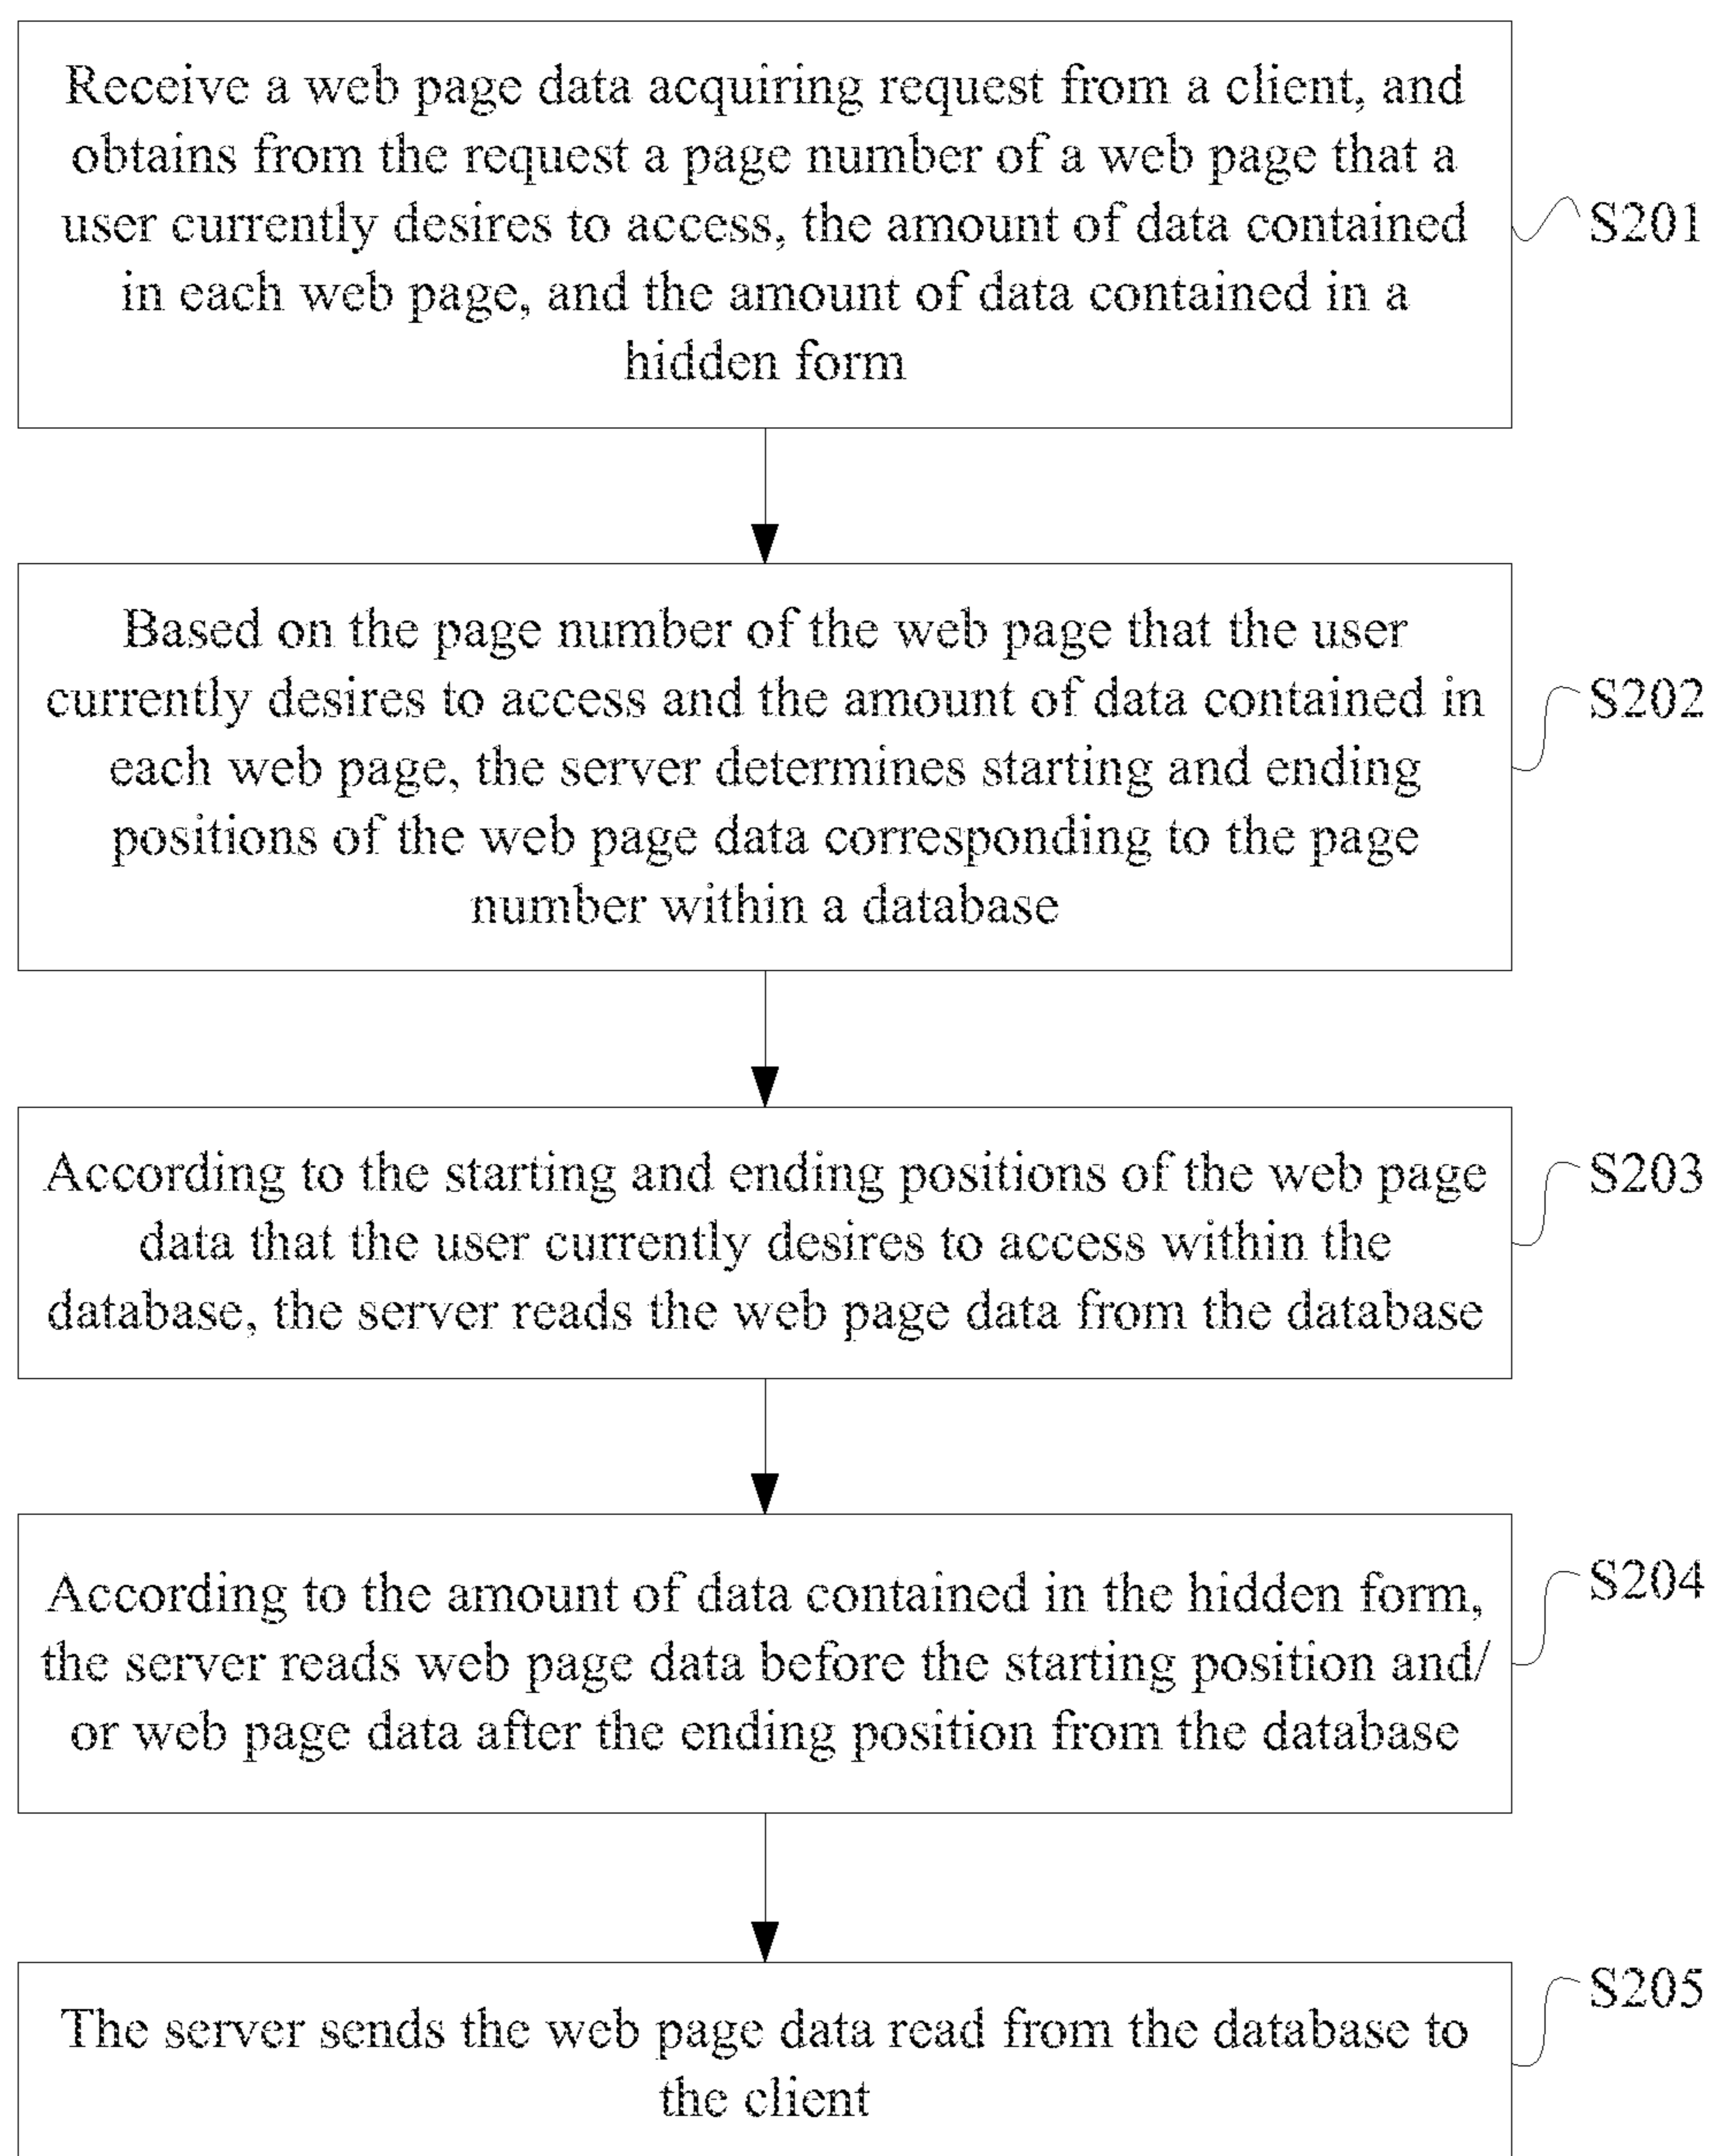 Receive a web page data acquiring request from a client, and
obtains from the request a page number of a web page that a
user currently desires to access, the amount of data contained
in each web page, and the amount of data contained in a
hidden form
S201
Based on the page number of the web page that the user
currently desires to access and the amount of data contained in
each web page, the server determines starting and ending
positions of the web page data corresponding to the page
number within a database
S202
According to the starting and ending positions of the web page
data that the user currently desires to access within the
database, the server reads the web page data from the database
S203
According to the amount of data contained in the hidden form,
the server reads web page data before the starting position and/
or web page data after the ending position from the database
S204
The server sends the web page data read from the database to
the client
S205